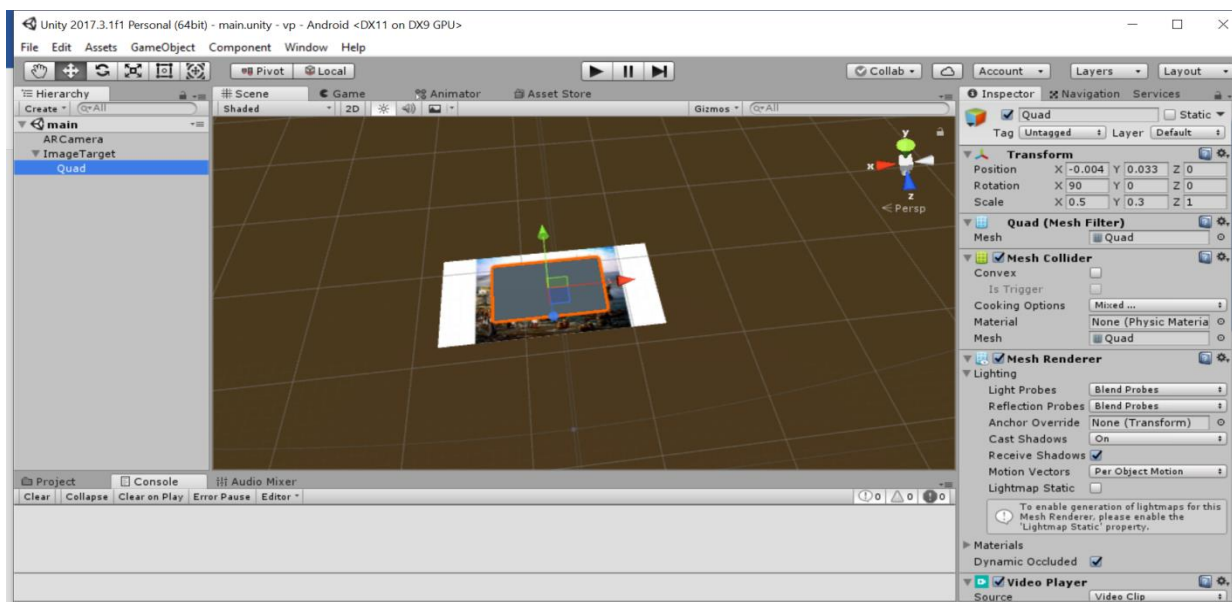 Unity 2017.3.1f1 Personal (64bit) - main.unity - vp - Android <DX11 on DX9 GPU>
File Edit Assets GameObject Component Window Help
Pivot Local Collab Account Layers Layout
Hierarchy
Create All
main
ARCamera
ImageTarget
Quad
Scene Game Animator Asset Store
Shaded 2D Gizmos All
y
x
z
Persp
Inspector Navigation Services
Quad Static
Tag Untagged Layer Default
Transform
Position X -0.004 Y 0.033 Z 0
Rotation X 90 Y 0 Z 0
Scale X 0.5 Y 0.3 Z 1
Quad (Mesh Filter)
Mesh Quad
Mesh Collider
Convex
Is Trigger
Cooking Options Mixed ...
Material None (Physic Materia
Mesh Quad
Mesh Renderer
Lighting
Light Probes Blend Probes
Reflection Probes Blend Probes
Anchor Override None (Transform)
Cast Shadows On
Receive Shadows
Motion Vectors Per Object Motion
Lightmap Static
To enable generation of lightmaps for this
Mesh Renderer, please enable the
'Lightmap Static' property.
Materials
Dynamic Occluded
Video Player
Source Video Clip
Project Console Audio Mixer
Clear Collapse Clear on Play Error Pause Editor 0 0 0